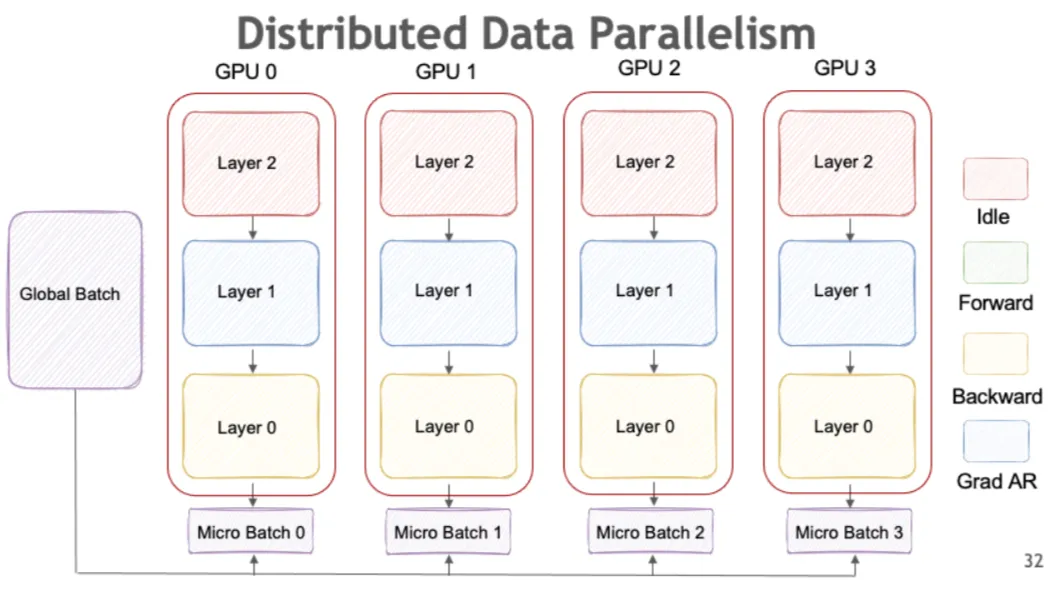 Distributed Data Parallelism
GPU 0
GPU 1
GPU 2
GPU 3
Layer 2
Layer 2
Layer 2
Layer 2
Idle
Global Batch
Layer 1
Layer 1
Layer 1
Layer 1
Forward
Backward
Layer 0
Layer 0
Layer 0
Layer 0
Grad AR
Micro Batch 0
Micro Batch 1
Micro Batch 2
Micro Batch 3
32